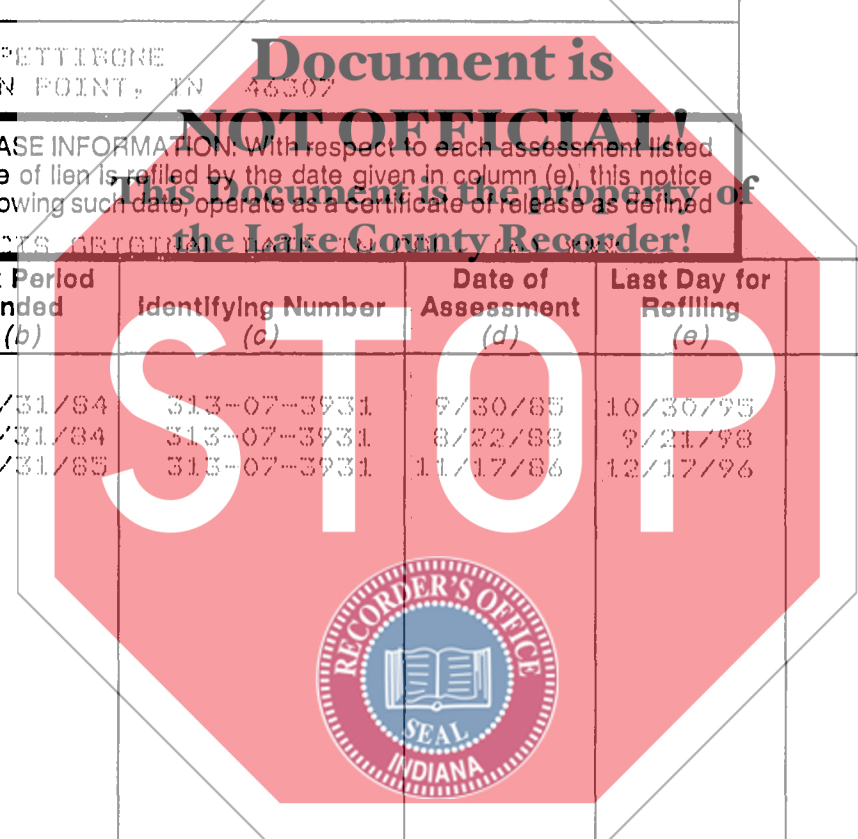 PETTIBONE
N POINT, IN 46307
Document is
NOT OFFICIAL!
This Document is the property of
the Lake County Recorder!
ASE INFORMATION: With respect to each assessment listed
e of lien is refiled by the date given in column (e), this notice
owing such date, operate as a certificate of release as defined
Period
nded
(b)
Identifying Number
(c)
Date of
Assessment
(d)
Last Day for
Refiling
(e)
/31/84 313-07-3931 9/30/85 10/30/95
/31/84 313-07-3931 8/22/88 9/21/98
/31/85 313-07-3931 11/17/86 12/17/96
STOP
RECORDER'S OFFICE
SEAL
INDIANA